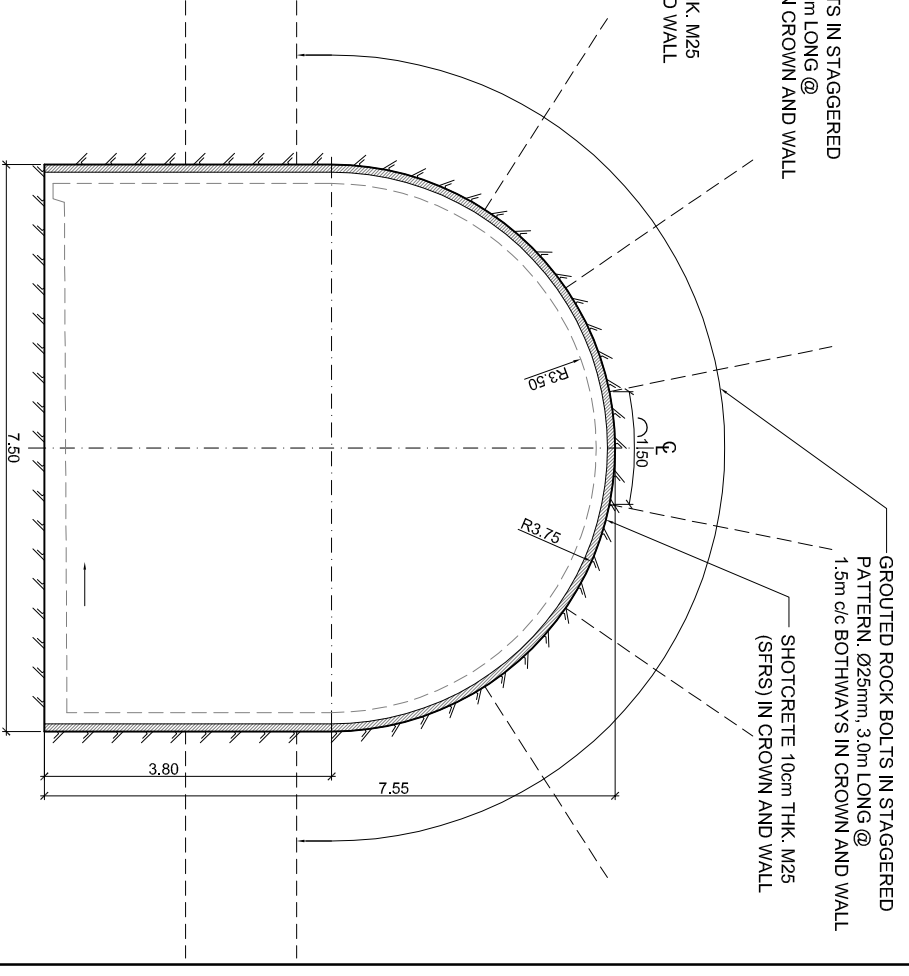 TS IN STAGGERED
m LONG @
N CROWN AND WALL
K. M25
D WALL
GROUTED ROCK BOLTS IN STAGGERED
PATTERN. Ø25mm, 3.0m LONG @
1.5m c/c BOTHWAYS IN CROWN AND WALL
SHOTCRETE 10cm THK. M25
(SFRS) IN CROWN AND WALL
C
L
1.50
R3.50
R3.75
3.80
7.55
7.50